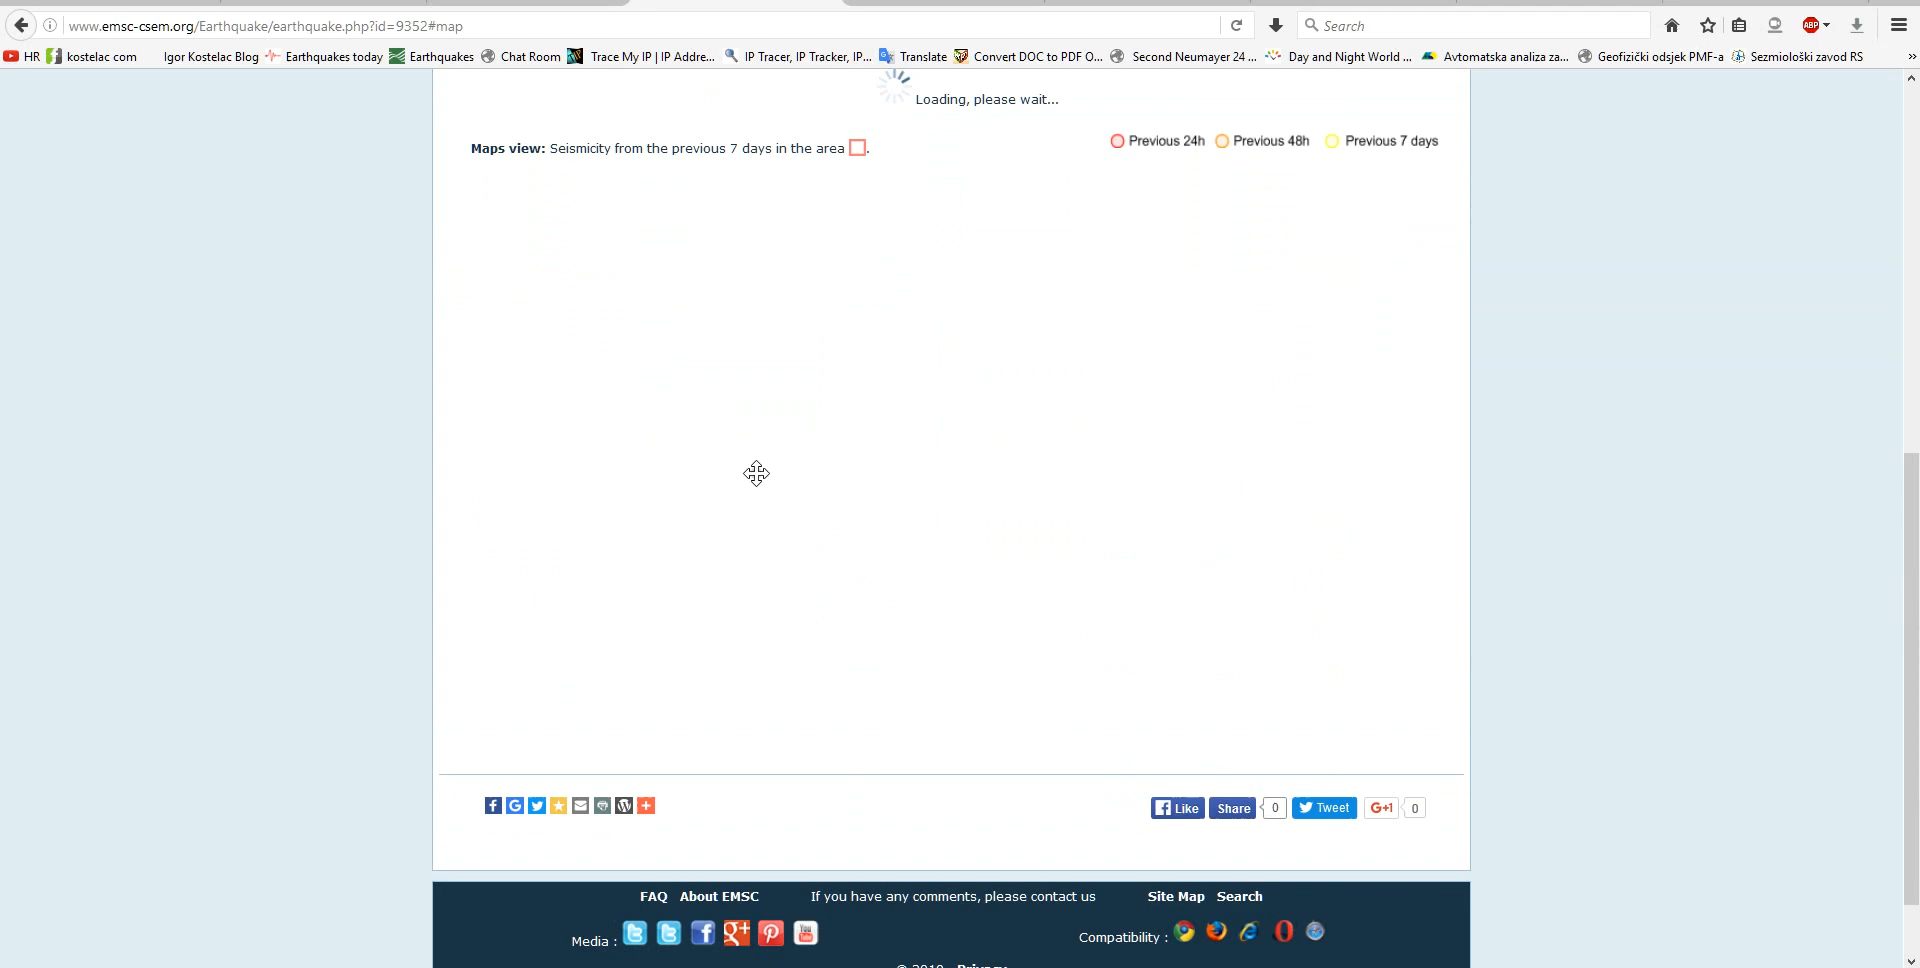 www.emsc-csem.org/Earthquake/earthquake.php?id=9352#map
Search
ABP
HR
kostelac com
Igor Kostelac Blog
Earthquakes today
Earthquakes
Chat Room
Trace My IP | IP Addre...
IP Tracer, IP Tracker, IP...
Translate
Convert DOC to PDF O...
Second Neumayer 24 ...
Day and Night World ...
Avtomatska analiza za...
Geofizički odsjek PMF-a
Sezmiološki zavod RS
Loading, please wait...
Maps view: Seismicity from the previous 7 days in the area .
Previous 24h Previous 48h Previous 7 days
Like Share 0 Tweet G+1 0
FAQ About EMSC If you have any comments, please contact us Site Map Search
Media :
You Tube
Compatibility :